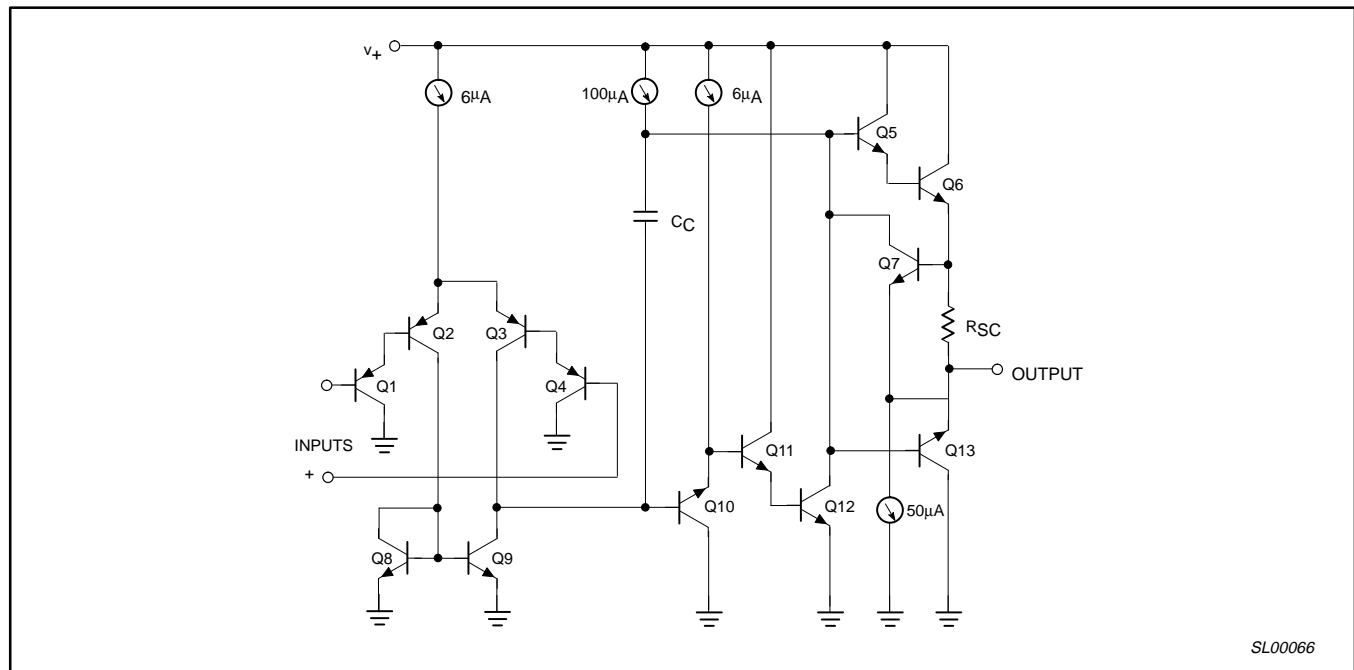 V+
6µA
100µA
6µA
Q5
Q6
CC
Q7
Q2
Q3
RSC
Q1
Q4
OUTPUT
INPUTS
Q11
Q13
+
Q10
Q12
50µA
Q8
Q9
SL00066